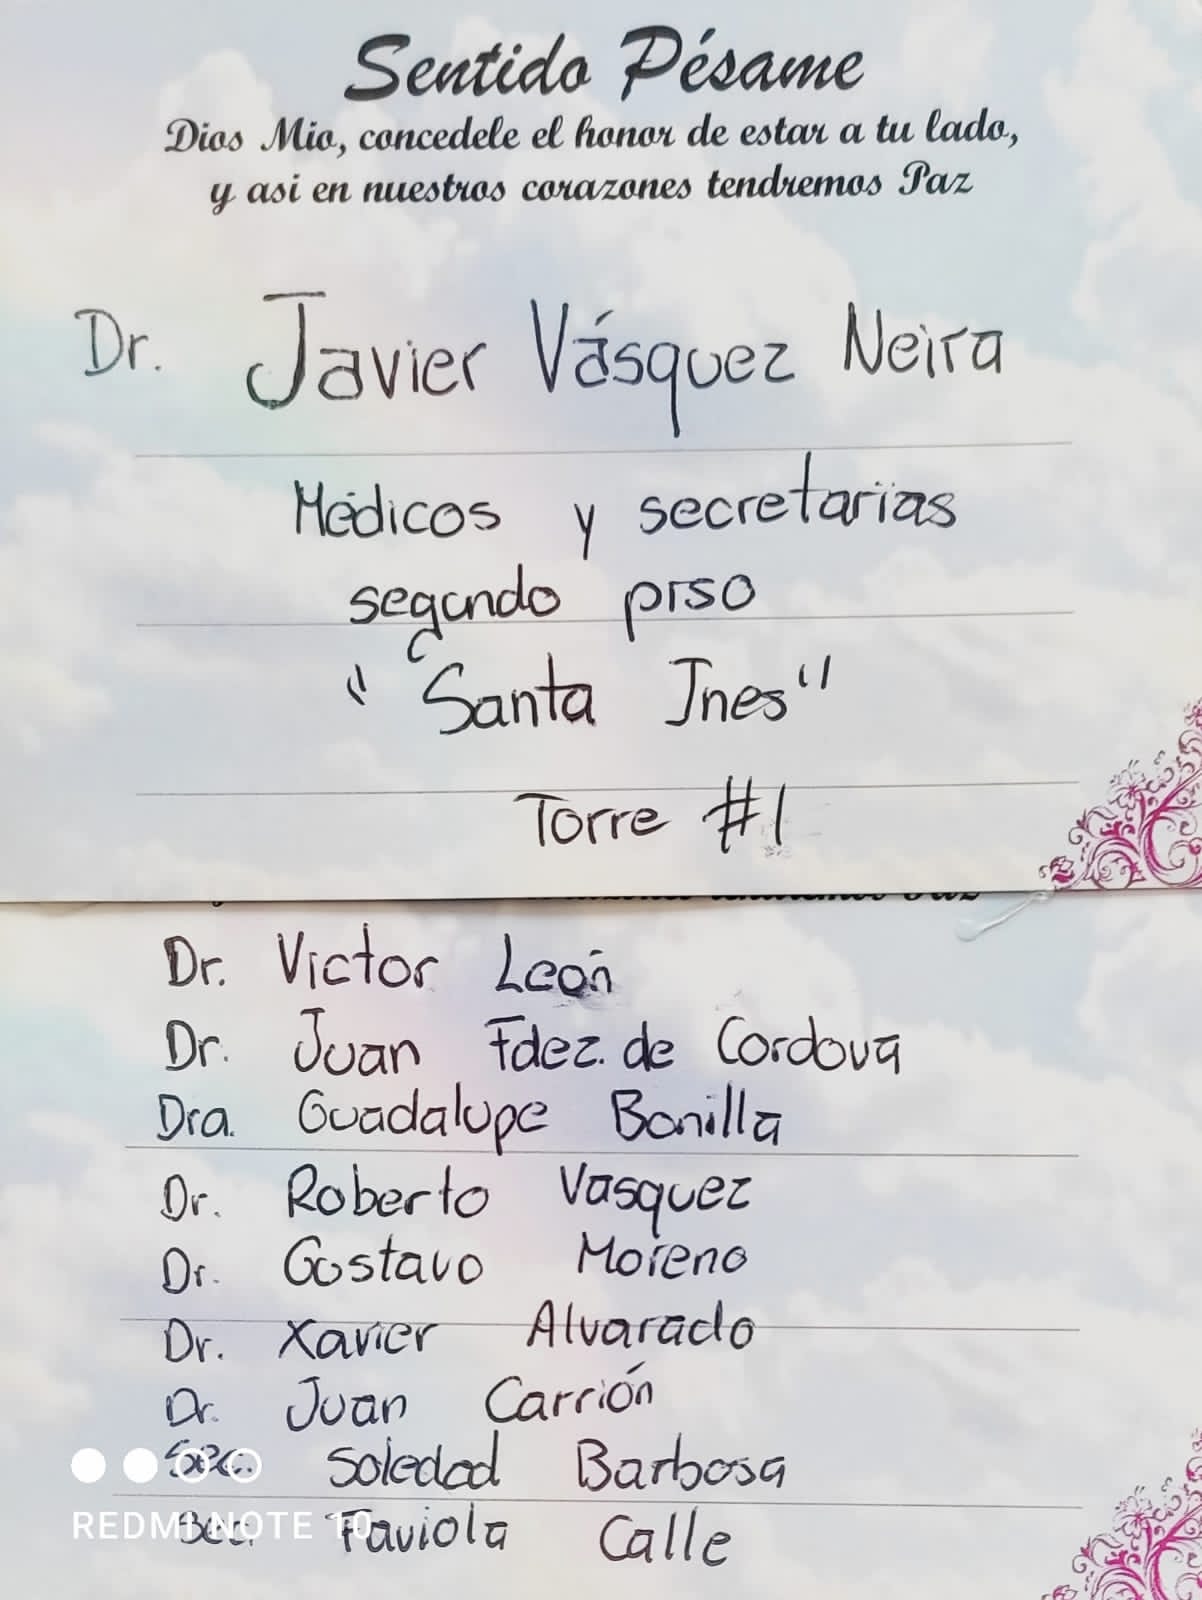 Sentido Pésame
Dios Mio, concedele el honor de estar a tu lado,
y asi en nuestros corazones tendremos Paz
Dr. Javier Vásquez Neira
Médicos y secretarias
segundo piso
"Santa Ines"
Torre #1
Dr. Victor León
Dr. Juan Fdez. de Cordova
Dra. Guadalupe Bonilla
Dr. Roberto Vasquez
Dr. Gustavo Moreno
Dr. Xavier Alvarado
Dr. Juan Carrión
Sec. Soledad Barbosa
Sec. Faviola Calle
REDMI NOTE 10